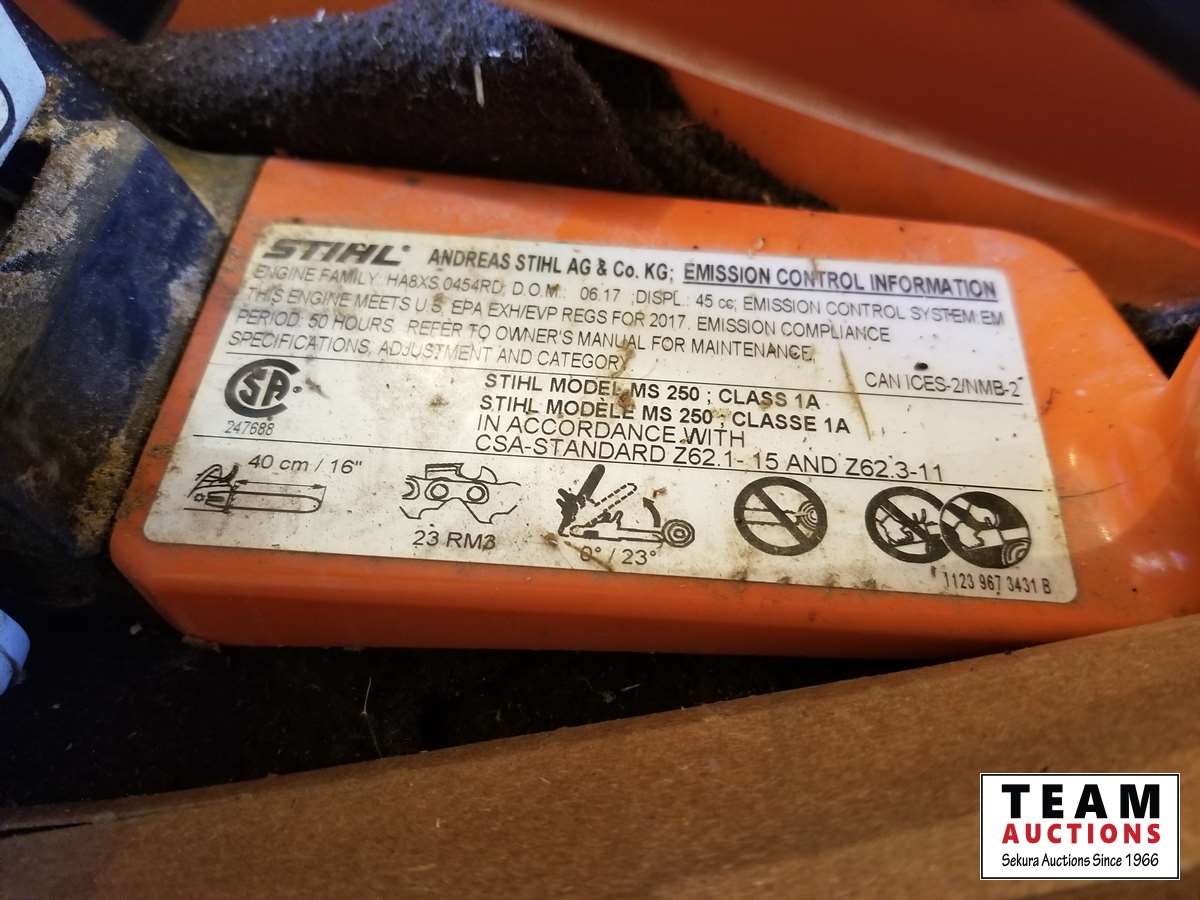 STIHL® ANDREAS STIHL AG & Co. KG; EMISSION CONTROL INFORMATION
ENGINE FAMILY: HA8XS.0454RD; D.O.M.: 06.17 ;DISPL.: 45 cc; EMISSION CONTROL SYSTEM:EM
THIS ENGINE MEETS U.S. EPA EXH/EVP REGS FOR 2017. EMISSION COMPLIANCE
PERIOD: 50 HOURS. REFER TO OWNER'S MANUAL FOR MAINTENANCE,
SPECIFICATIONS, ADJUSTMENT AND CATEGORY.
CAN ICES-2/NMB-2
SA
247688
STIHL MODEL MS 250 ; CLASS 1A
STIHL MODÈLE MS 250 ; CLASSE 1A
IN ACCORDANCE WITH
CSA-STANDARD Z62.1- 15 AND Z62.3-11
40 cm / 16"
23 RM3
0° / 23°
1123 967 3431 B
TEAM
AUCTIONS
Sekura Auctions Since 1966